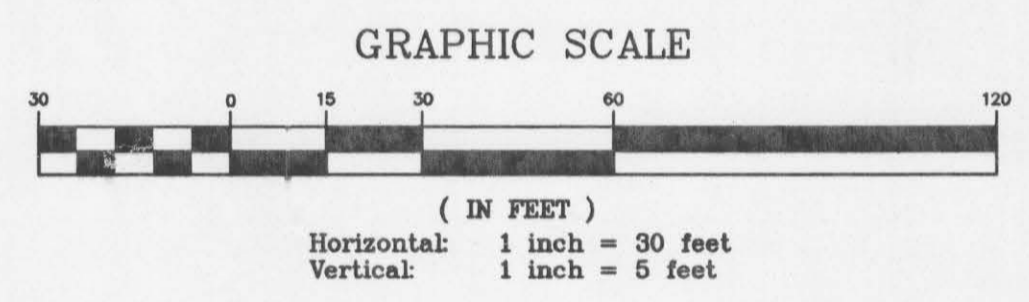 GRAPHIC SCALE
30 0 15 30 60 120
( IN FEET )
Horizontal: 1 inch = 30 feet
Vertical: 1 inch = 5 feet